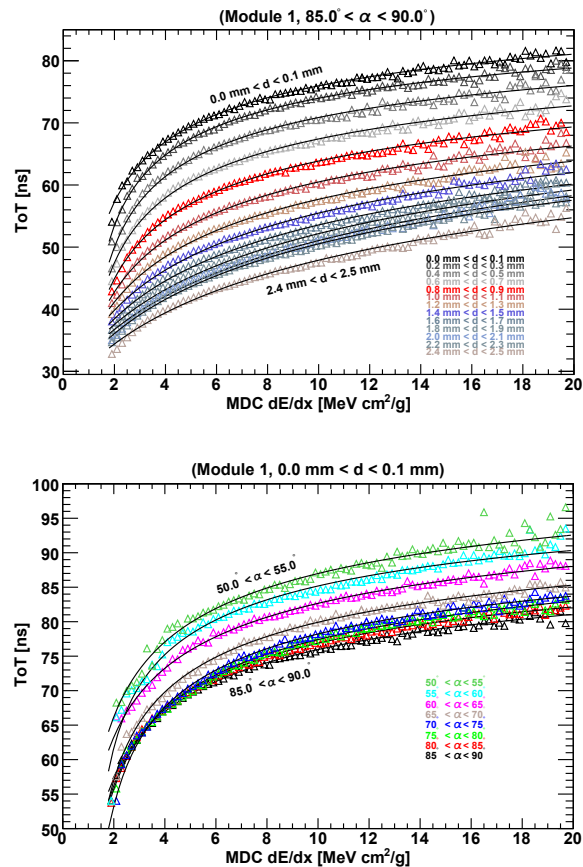 (Module 1, 85.0° < α < 90.0°)
ToT [ns]
80
70
60
50
40
30
0.0 mm < d < 0.1 mm
2.4 mm < d < 2.5 mm
0.0 mm < d < 0.1 mm
0.2 mm < d < 0.3 mm
0.4 mm < d < 0.5 mm
0.6 mm < d < 0.7 mm
0.8 mm < d < 0.9 mm
1.0 mm < d < 1.1 mm
1.2 mm < d < 1.3 mm
1.4 mm < d < 1.5 mm
1.6 mm < d < 1.7 mm
1.8 mm < d < 1.9 mm
2.0 mm < d < 2.1 mm
2.2 mm < d < 2.3 mm
2.4 mm < d < 2.5 mm
0 2 4 6 8 10 12 14 16 18 20
MDC dE/dx [MeV cm²/g]
(Module 1, 0.0 mm < d < 0.1 mm)
ToT [ns]
100
95
90
85
80
75
70
65
60
55
50
50.0° < α < 55.0°
85.0° < α < 90.0°
50° < α < 55°
55° < α < 60°
60° < α < 65°
65° < α < 70°
70° < α < 75°
75° < α < 80°
80° < α < 85°
85° < α < 90
0 2 4 6 8 10 12 14 16 18 20
MDC dE/dx [MeV cm²/g]